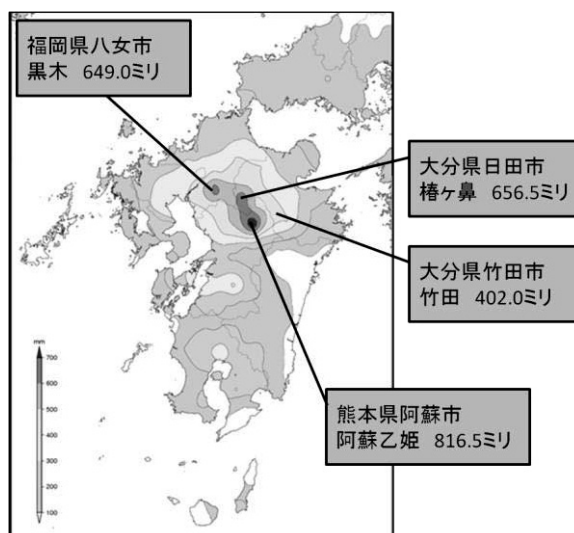 福岡県八女市
黒木 649.0ミリ
大分県日田市
椿ヶ鼻 656.5ミリ
大分県竹田市
竹田 402.0ミリ
熊本県阿蘇市
阿蘇乙姫 816.5ミリ
mm
700
600
500
400
300
200
100